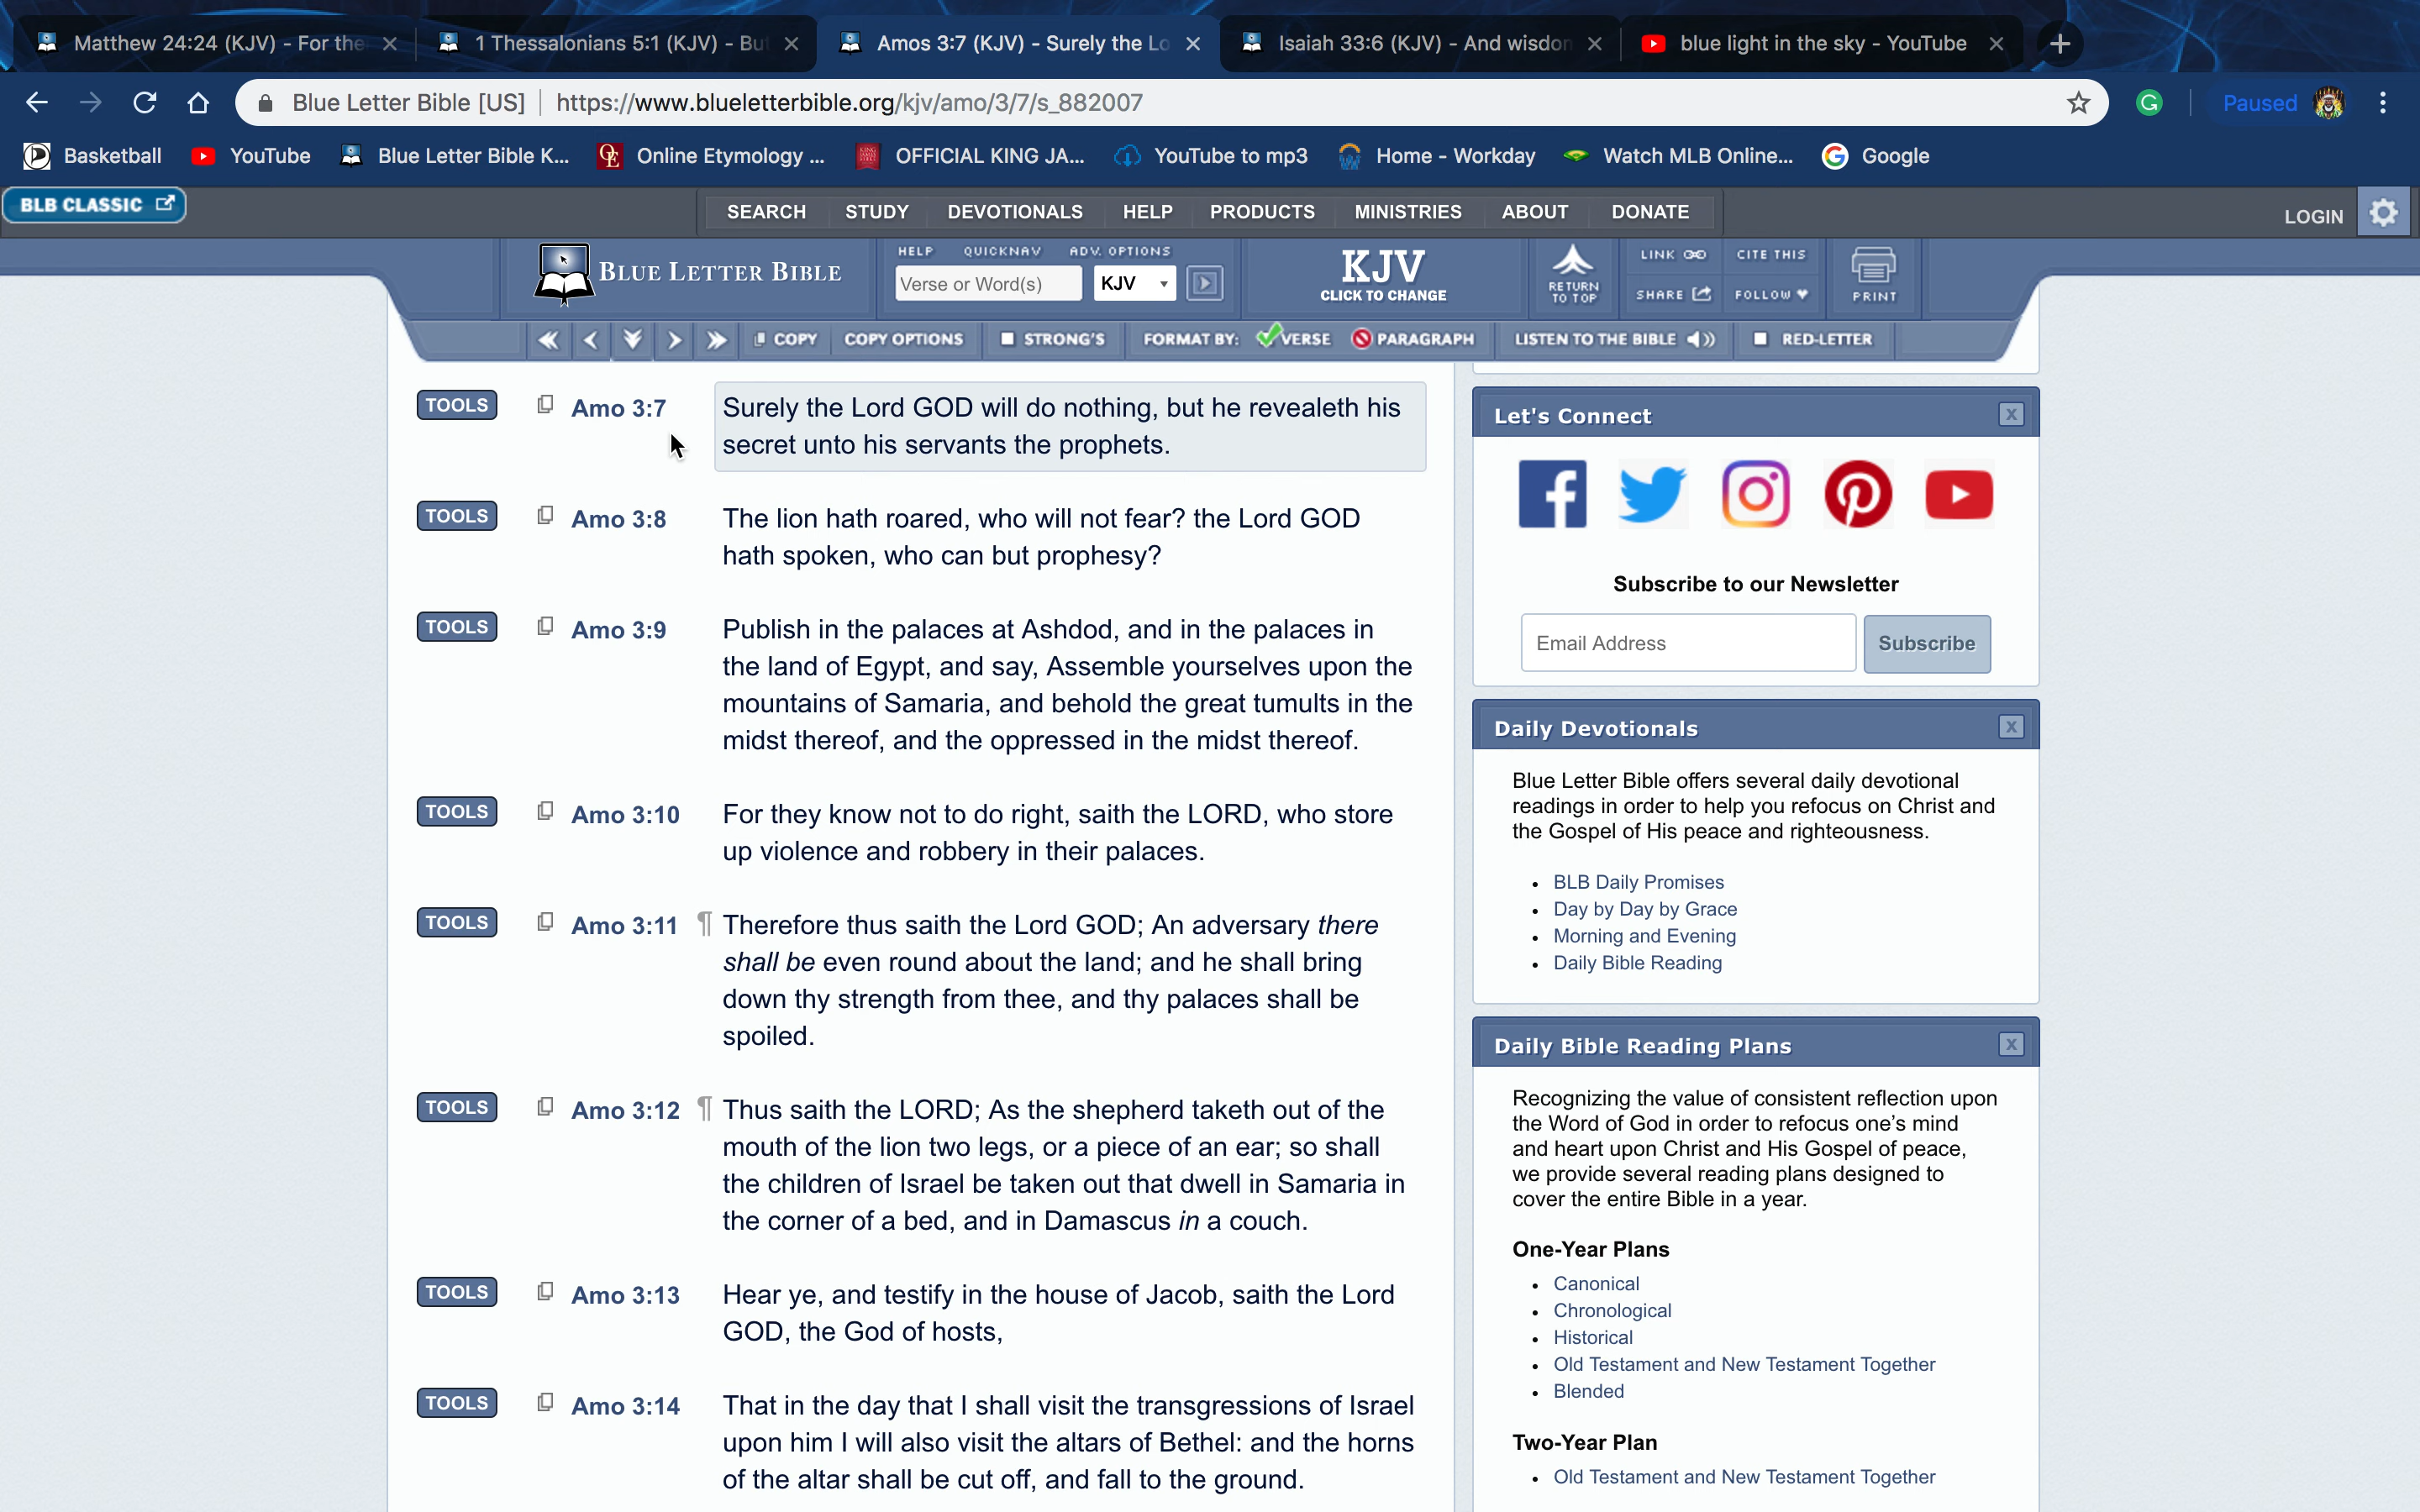 Matthew 24:24 (KJV) - For the
1 Thessalonians 5:1 (KJV) - But
Amos 3:7 (KJV) - Surely the Lo
Isaiah 33:6 (KJV) - And wisdom
blue light in the sky - YouTube
Blue Letter Bible [US] https://www.blueletterbible.org/kjv/amo/3/7/s_882007
Paused
Basketball YouTube Blue Letter Bible K... Online Etymology ... OFFICIAL KING JA... YouTube to mp3 Home - Workday Watch MLB Online... Google
BLB CLASSIC
SEARCH STUDY DEVOTIONALS HELP PRODUCTS MINISTRIES ABOUT DONATE
LOGIN
BLUE LETTER BIBLE
HELP QUICKNAV ADV. OPTIONS
Verse or Word(s) KJV
KJV
CLICK TO CHANGE
RETURN
TO TOP
LINK CITE THIS
SHARE FOLLOW
PRINT
COPY COPY OPTIONS STRONG'S FORMAT BY: VERSE PARAGRAPH LISTEN TO THE BIBLE RED-LETTER
TOOLS Amo 3:7 Surely the Lord GOD will do nothing, but he revealeth his
secret unto his servants the prophets.
TOOLS Amo 3:8 The lion hath roared, who will not fear? the Lord GOD
hath spoken, who can but prophesy?
TOOLS Amo 3:9 Publish in the palaces at Ashdod, and in the palaces in
the land of Egypt, and say, Assemble yourselves upon the
mountains of Samaria, and behold the great tumults in the
midst thereof, and the oppressed in the midst thereof.
TOOLS Amo 3:10 For they know not to do right, saith the LORD, who store
up violence and robbery in their palaces.
TOOLS Amo 3:11 ¶ Therefore thus saith the Lord GOD; An adversary there
shall be even round about the land; and he shall bring
down thy strength from thee, and thy palaces shall be
spoiled.
TOOLS Amo 3:12 ¶ Thus saith the LORD; As the shepherd taketh out of the
mouth of the lion two legs, or a piece of an ear; so shall
the children of Israel be taken out that dwell in Samaria in
the corner of a bed, and in Damascus in a couch.
TOOLS Amo 3:13 Hear ye, and testify in the house of Jacob, saith the Lord
GOD, the God of hosts,
TOOLS Amo 3:14 That in the day that I shall visit the transgressions of Israel
upon him I will also visit the altars of Bethel: and the horns
of the altar shall be cut off, and fall to the ground.
Let's Connect
Subscribe to our Newsletter
Email Address Subscribe
Daily Devotionals
Blue Letter Bible offers several daily devotional
readings in order to help you refocus on Christ and
the Gospel of His peace and righteousness.
BLB Daily Promises
Day by Day by Grace
Morning and Evening
Daily Bible Reading
Daily Bible Reading Plans
Recognizing the value of consistent reflection upon
the Word of God in order to refocus one's mind
and heart upon Christ and His Gospel of peace,
we provide several reading plans designed to
cover the entire Bible in a year.
One-Year Plans
Canonical
Chronological
Historical
Old Testament and New Testament Together
Blended
Two-Year Plan
Old Testament and New Testament Together